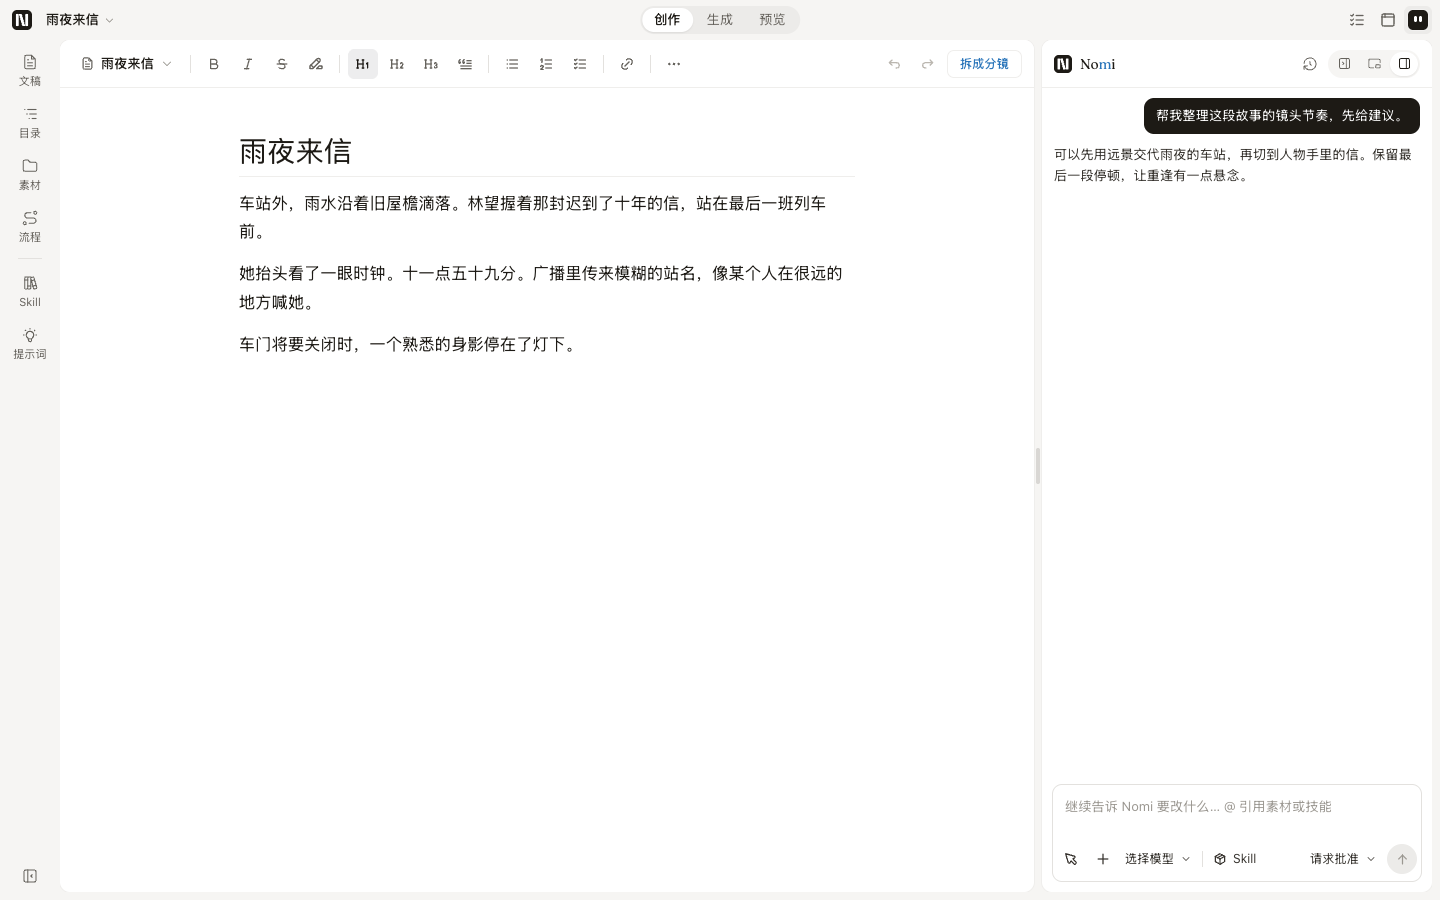 雨夜来信
创作
生成
预览
文稿
目录
素材
流程
Skill
提示词
雨夜来信
B
I
S
H1
H2
H3
拆成分镜
雨夜来信
车站外，雨水沿着旧屋檐滴落。林望握着那封迟到了十年的信，站在最后一班列车
前。
她抬头看了一眼时钟。十一点五十九分。广播里传来模糊的站名，像某个人在很远的
地方喊她。
车门将要关闭时，一个熟悉的身影停在了灯下。
Nomi
帮我整理这段故事的镜头节奏，先给建议。
可以先用远景交代雨夜的车站，再切到人物手里的信。保留最
后一段停顿，让重逢有一点悬念。
继续告诉 Nomi 要改什么... @ 引用素材或技能
选择模型
Skill
请求批准